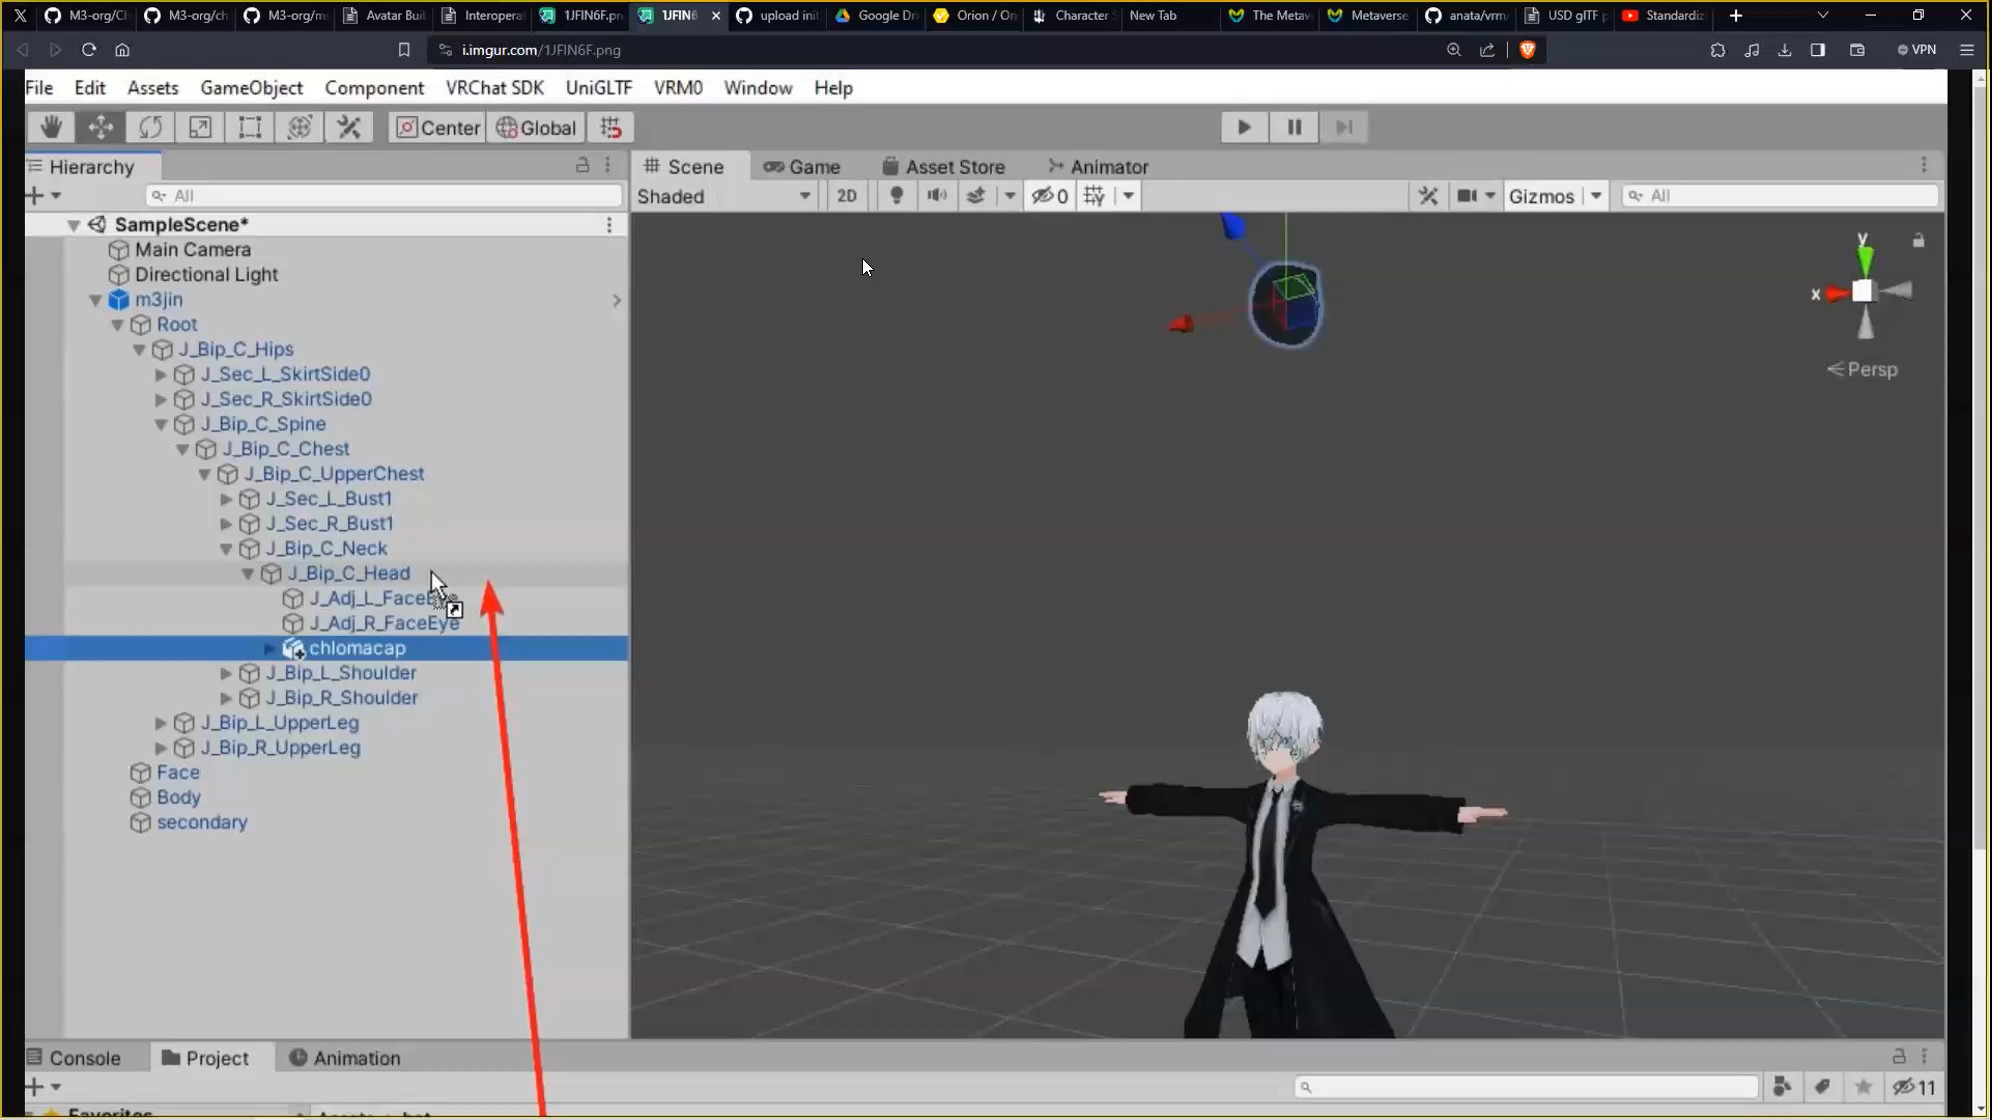 M3-org/Ch
M3-org/ch
M3-org/m
Avatar Buil
Interopera
1JFIN6F.pn
1JFIN6
upload init
Google Dr
Orion / O
Character
New Tab
The Metav
Metaverse
anata/vrm
USD glTF
Standardiz
i.imgur.com/1JFIN6F.png
VPN
File Edit Assets GameObject Component VRChat SDK UniGLTF VRM0 Window Help
Center Global
Hierarchy
Scene Game Asset Store Animator
All
Shaded 2D 0 Gizmos All
SampleScene*
Main Camera
Directional Light
m3jin
Root
J_Bip_C_Hips
J_Sec_L_SkirtSide0
J_Sec_R_SkirtSide0
J_Bip_C_Spine
J_Bip_C_Chest
J_Bip_C_UpperChest
J_Sec_L_Bust1
J_Sec_R_Bust1
J_Bip_C_Neck
J_Bip_C_Head
J_Adj_L_FaceEye
J_Adj_R_FaceEye
chlomacap
J_Bip_L_Shoulder
J_Bip_R_Shoulder
J_Bip_L_UpperLeg
J_Bip_R_UpperLeg
Face
Body
secondary
y
x
Persp
Console Project Animation
11
Favorites